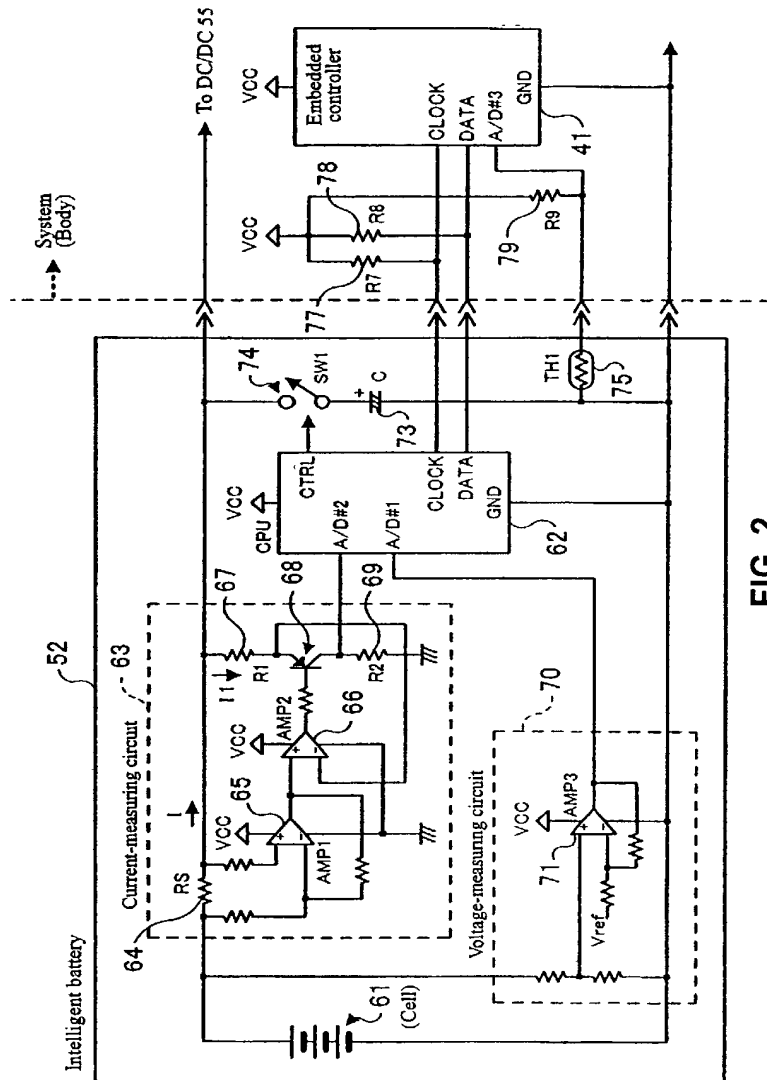 Intelligent battery
52
Current-measuring circuit
63
64
RS
I
VCC
65
AMP1
VCC
AMP2
66
I1
R1
67
68
R2
69
61
(Cell)
Voltage-measuring circuit
70
VCC
71
AMP3
Vref
VCC
CPU
CTRL
A/D#2
A/D#1
CLOCK
DATA
GND
62
74
SW1
+
C
73
TH1
75
System
(Body)
To DC/DC 55
VCC
77
R7
78
R8
79
R9
VCC
Embedded
controller
CLOCK
DATA
A/D#3
GND
41
FIG. 2